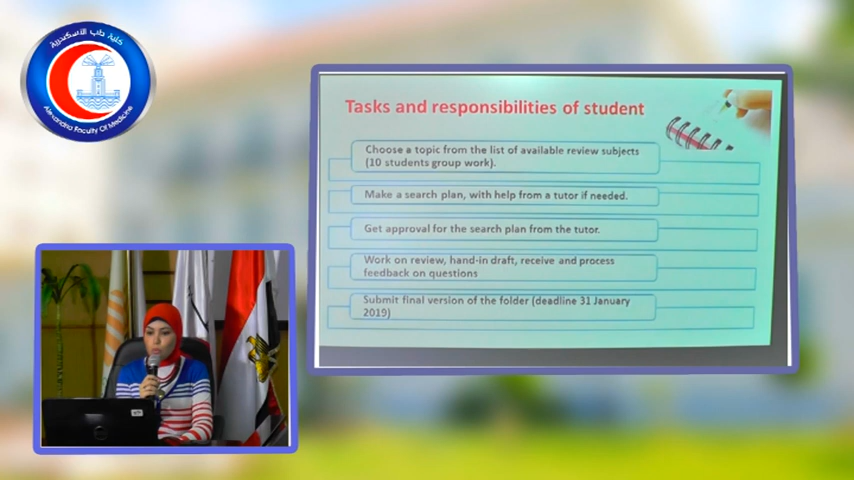 كلية طب الاسكندرية
Alexandria Faculty Of Medicine
Tasks and responsibilities of student
Choose a topic from the list of available review subjects
(10 students group work).
Make a search plan, with help from a tutor if needed.
Get approval for the search plan from the tutor.
Work on review, hand-in draft, receive and process
feedback on questions
Submit final version of the folder (deadline 31 January
2019)